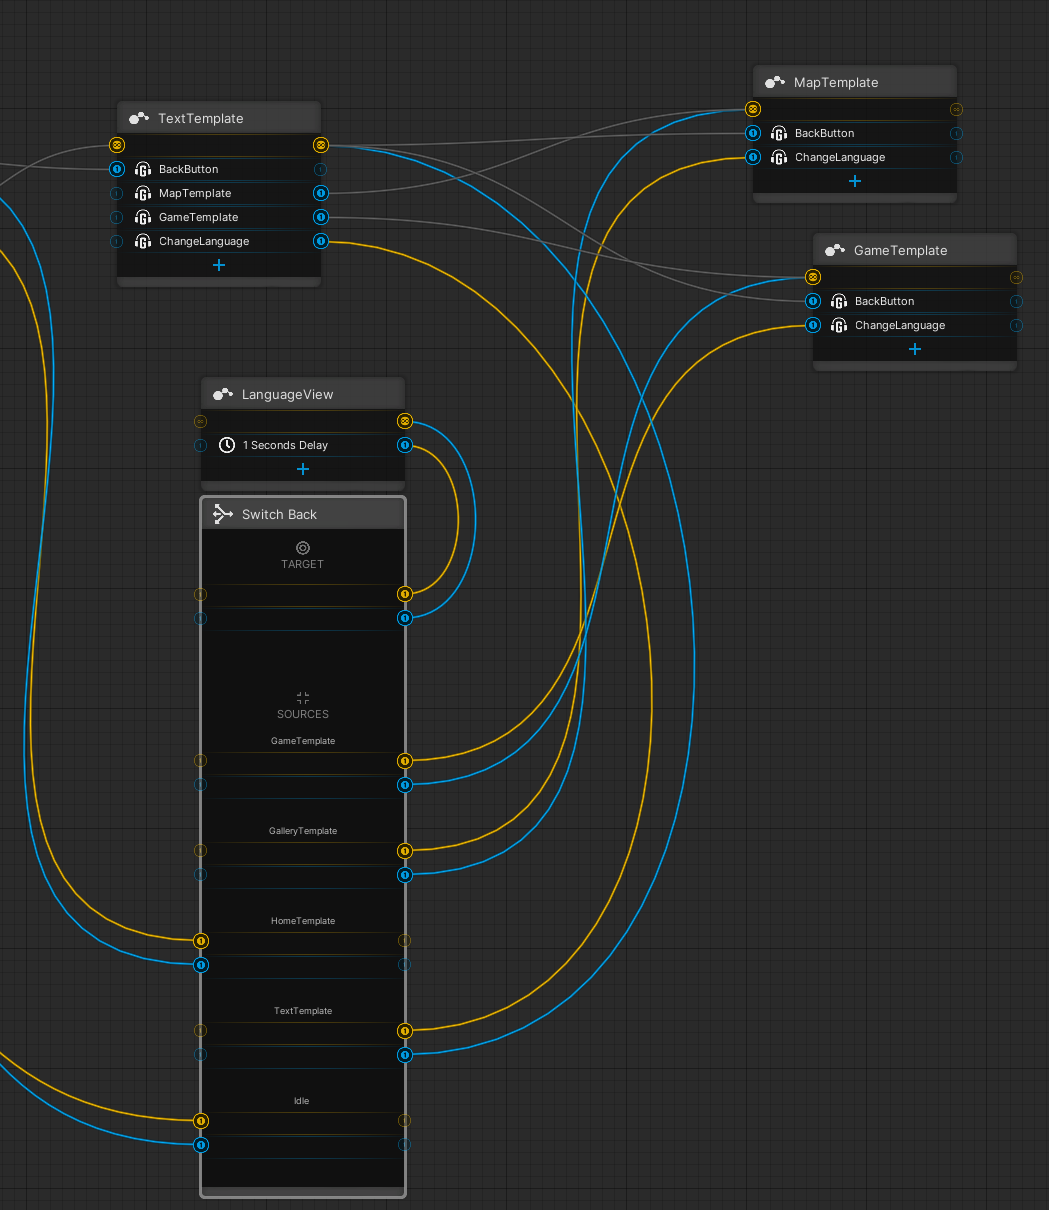 TextTemplate
BackButton
MapTemplate
GameTemplate
ChangeLanguage
MapTemplate
BackButton
ChangeLanguage
GameTemplate
BackButton
ChangeLanguage
LanguageView
1 Seconds Delay
Switch Back
TARGET
SOURCES
GameTemplate
GalleryTemplate
HomeTemplate
TextTemplate
Idle